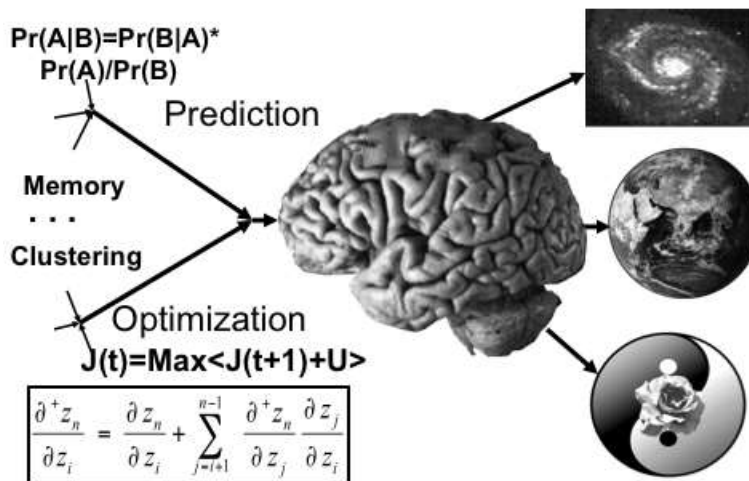 Pr(A|B)=Pr(B|A)*
Pr(A)/Pr(B)
Prediction
Memory
. . .
Clustering
Optimization
J(t)=Max<J(t+1)+U>
∂⁺z_n/∂z_i = ∂z_n/∂z_i + ∑_{j=i+1}^{n-1} ∂⁺z_n/∂z_j ∂z_j/∂z_i